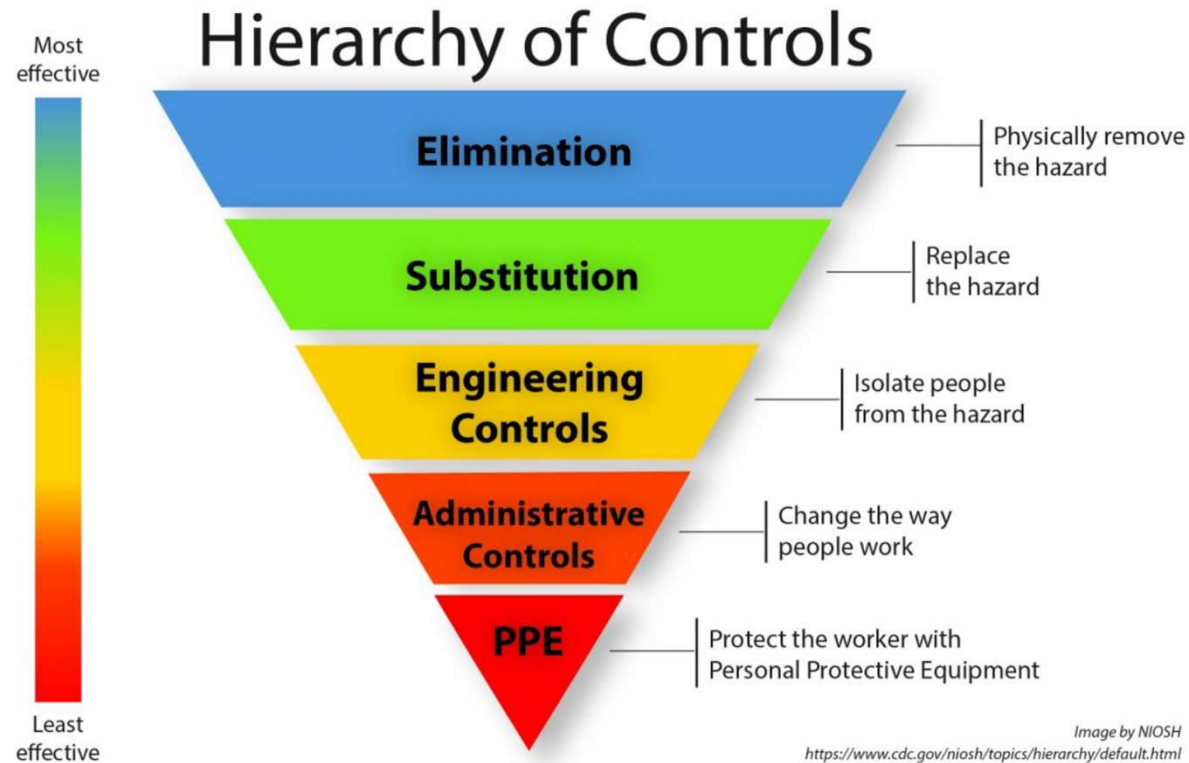 Hierarchy of Controls
Most
effective
Elimination
Physically remove
the hazard
Substitution
Replace
the hazard
Engineering
Controls
Isolate people
from the hazard
Administrative
Controls
Change the way
people work
PPE
Protect the worker with
Personal Protective Equipment
Least
effective
Image by NIOSH
https://www.cdc.gov/niosh/topics/hierarchy/default.html